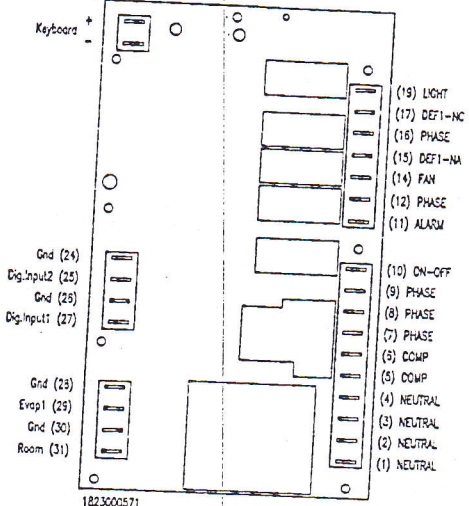 Keyboard + -
(19) LIGHT
(17) DEF1-NC
(16) PHASE
(15) DEF1-NA
(14) FAN
(12) PHASE
(11) ALARM
Gnd (24)
Dig.Input2 (25)
Gnd (26)
Dig.Input1 (27)
(10) ON-OFF
(9) PHASE
(8) PHASE
(7) PHASE
(6) COMP
(5) COMP
(4) NEUTRAL
(3) NEUTRAL
(2) NEUTRAL
(1) NEUTRAL
Gnd (28)
Evap1 (29)
Gnd (30)
Room (31)
1823000571